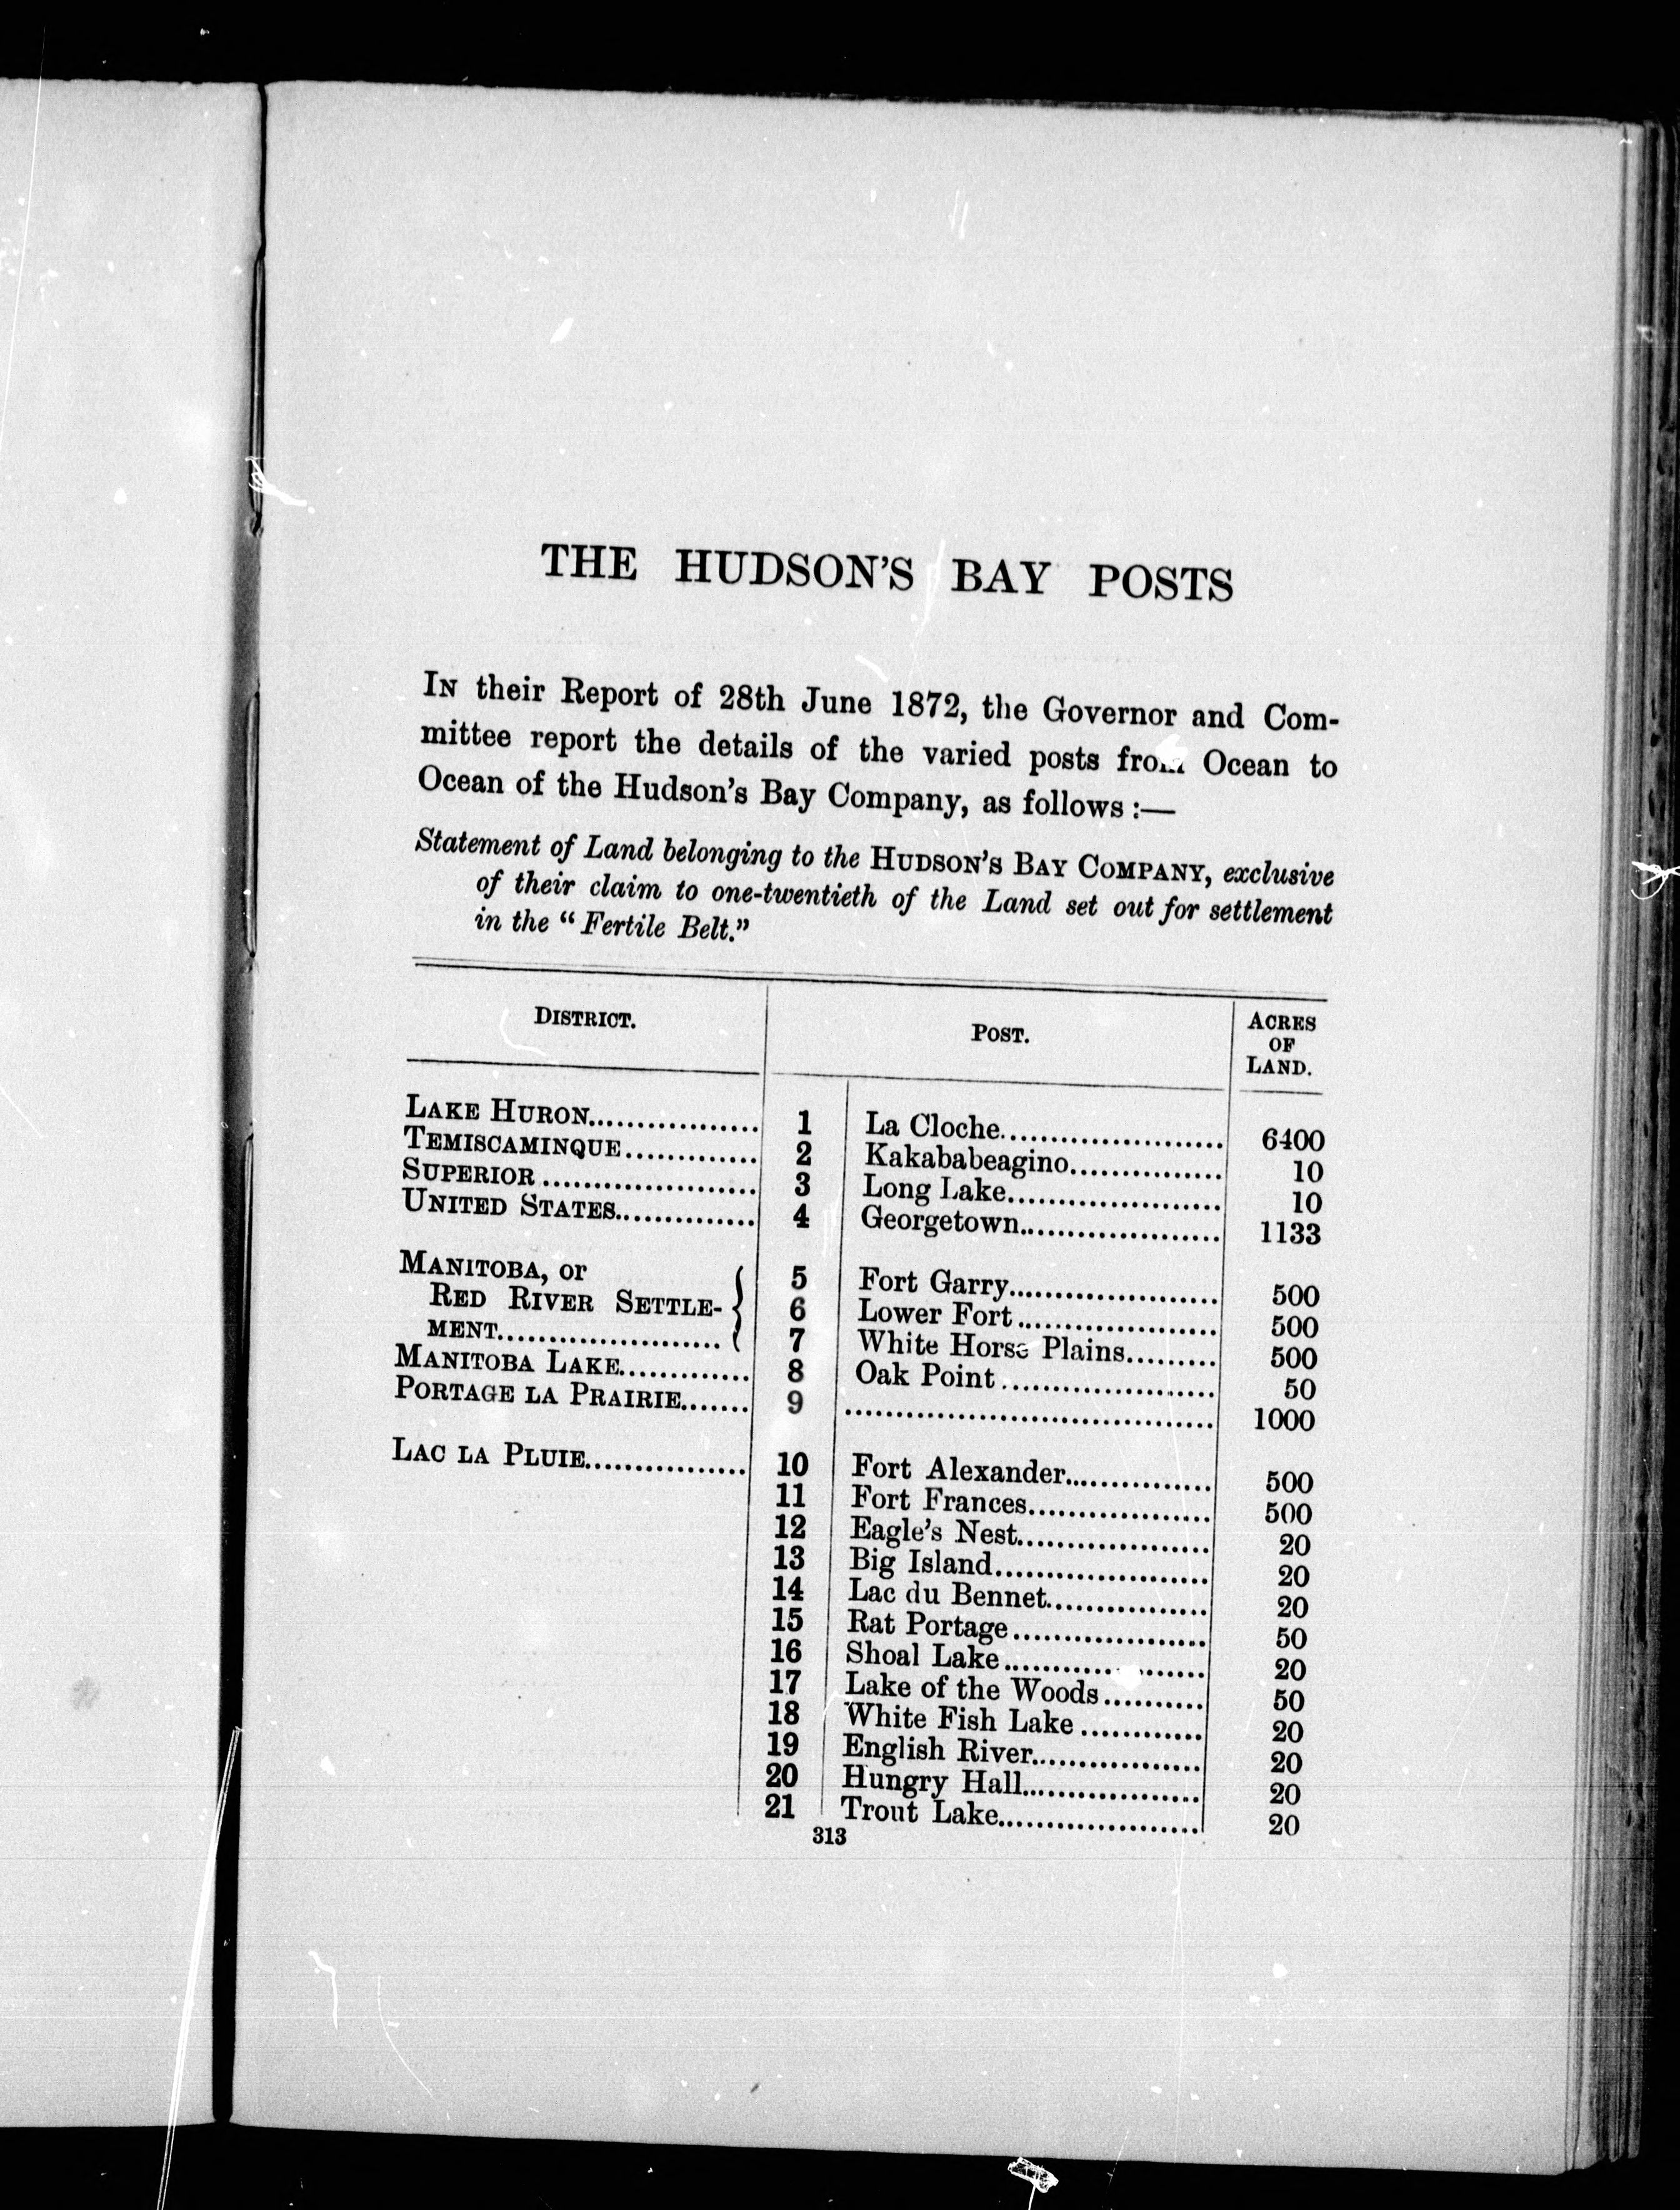 THE HUDSON'S BAY POSTS
IN their Report of 28th June 1872, the Governor and Com-
mittee report the details of the varied posts from Ocean to
Ocean of the Hudson's Bay Company, as follows :—
Statement of Land belonging to the HUDSON'S BAY COMPANY, exclusive
of their claim to one-twentieth of the Land set out for settlement
in the "Fertile Belt."
DISTRICT. POST. ACRES OF LAND.
LAKE HURON................. 1 La Cloche....................... 6400
TEMISCAMINQUE............. 2 Kakababeagino............... 10
SUPERIOR ..................... 3 Long Lake..................... 10
UNITED STATES.............. 4 Georgetown.................... 1133
MANITOBA, or 5 Fort Garry..................... 500
RED RIVER SETTLE- 6 Lower Fort .................... 500
MENT...................... 7 White Horse Plains......... 500
MANITOBA LAKE............. 8 Oak Point ..................... 50
PORTAGE LA PRAIRIE....... 9 .................................... 1000
LAC LA PLUIE................ 10 Fort Alexander............... 500
11 Fort Frances.................. 500
12 Eagle's Nest................... 20
13 Big Island..................... 20
14 Lac du Bennet................ 20
15 Rat Portage ................... 50
16 Shoal Lake .................... 20
17 Lake of the Woods .......... 50
18 White Fish Lake ............ 20
19 English River................. 20
20 Hungry Hall.................. 20
21 Trout Lake.................... 20
313